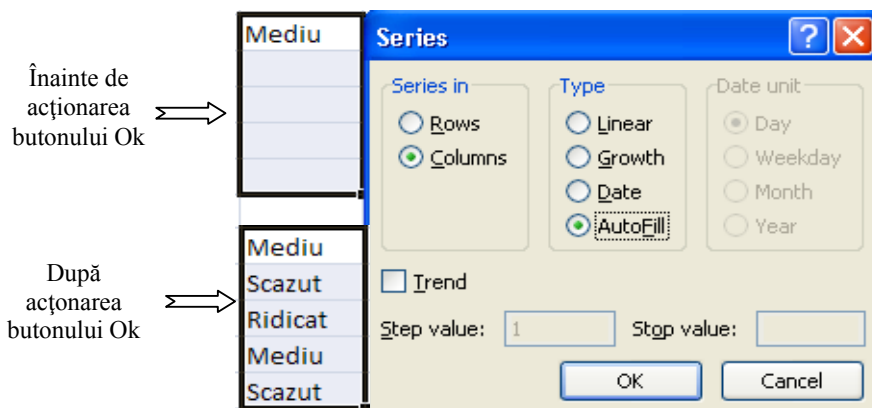 Mediu
Înainte de
acţionarea
butonului Ok
Series
Series in
Rows
Columns
Type
Linear
Growth
Date
AutoFill
Date unit
Day
Weekday
Month
Year
Trend
Step value: 1
Stop value:
OK
Cancel
După
acţonarea
butonului Ok
Mediu
Scazut
Ridicat
Mediu
Scazut